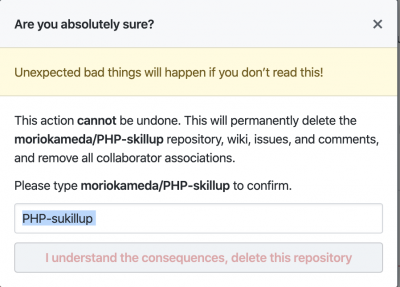 Are you absolutely sure?
Unexpected bad things will happen if you don’t read this!
This action cannot be undone. This will permanently delete the
moriokameda/PHP-skillup repository, wiki, issues, and comments,
and remove all collaborator associations.
Please type moriokameda/PHP-skillup to confirm.
PHP-sukillup
I understand the consequences, delete this repository